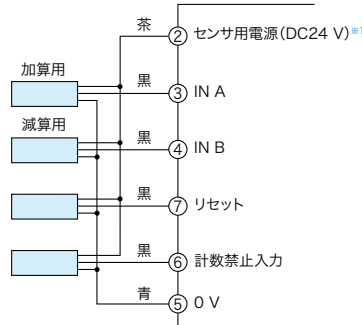 茶
② センサ用電源(DC24 V)※1
加算用
黒
③ IN A
減算用
黒
④ IN B
黒
⑦ リセット
黒
⑥ 計数禁止入力
青
⑤ 0 V